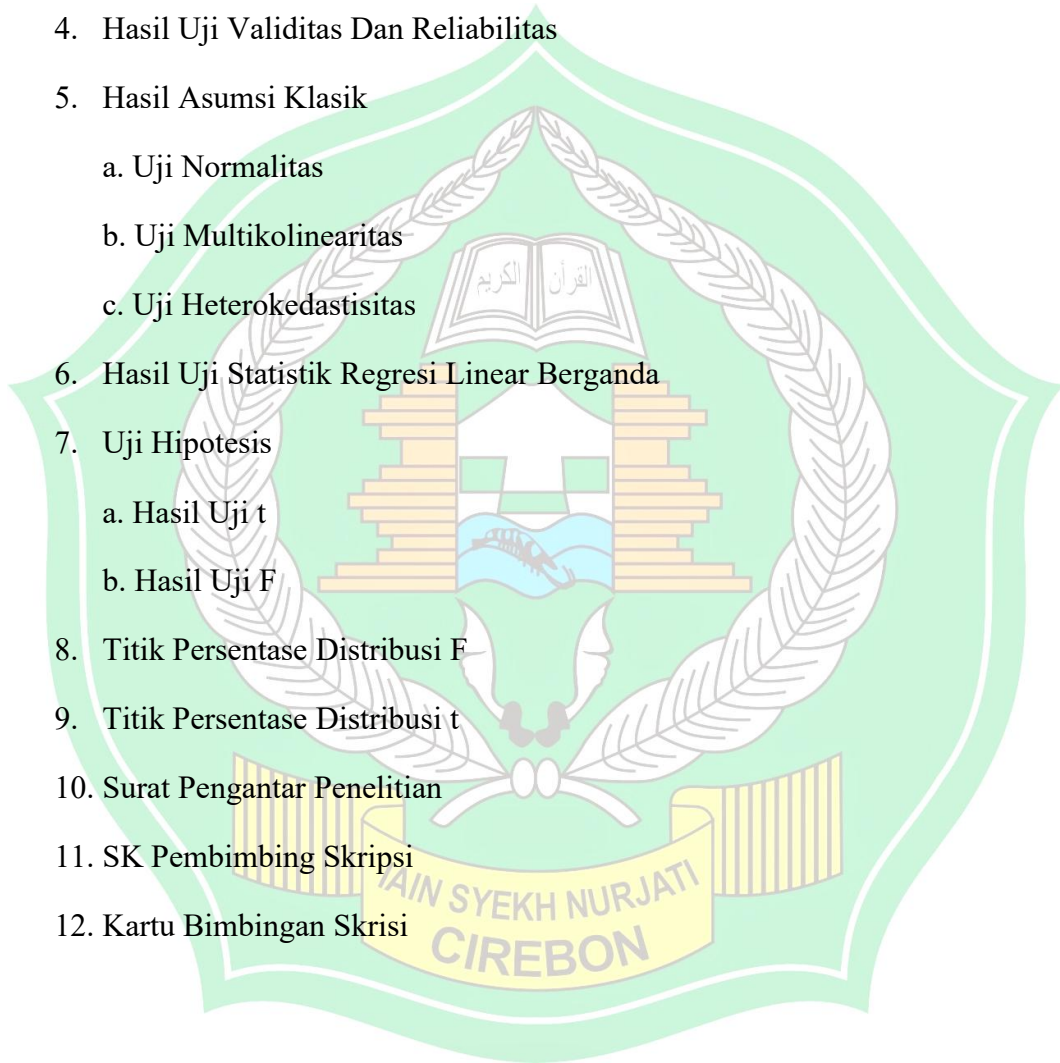 4. Hasil Uji Validitas Dan Reliabilitas
5. Hasil Asumsi Klasik
a. Uji Normalitas
b. Uji Multikolinearitas
القرأن الكريم
c. Uji Heterokedastisitas
6. Hasil Uji Statistik Regresi Linear Berganda
7. Uji Hipotesis
a. Hasil Uji t
b. Hasil Uji F
8. Titik Persentase Distribusi F
9. Titik Persentase Distribusi t
10. Surat Pengantar Penelitian
11. SK Pembimbing Skripsi
12. Kartu Bimbingan Skrisi
IAIN SYEKH NURJATI
CIREBON